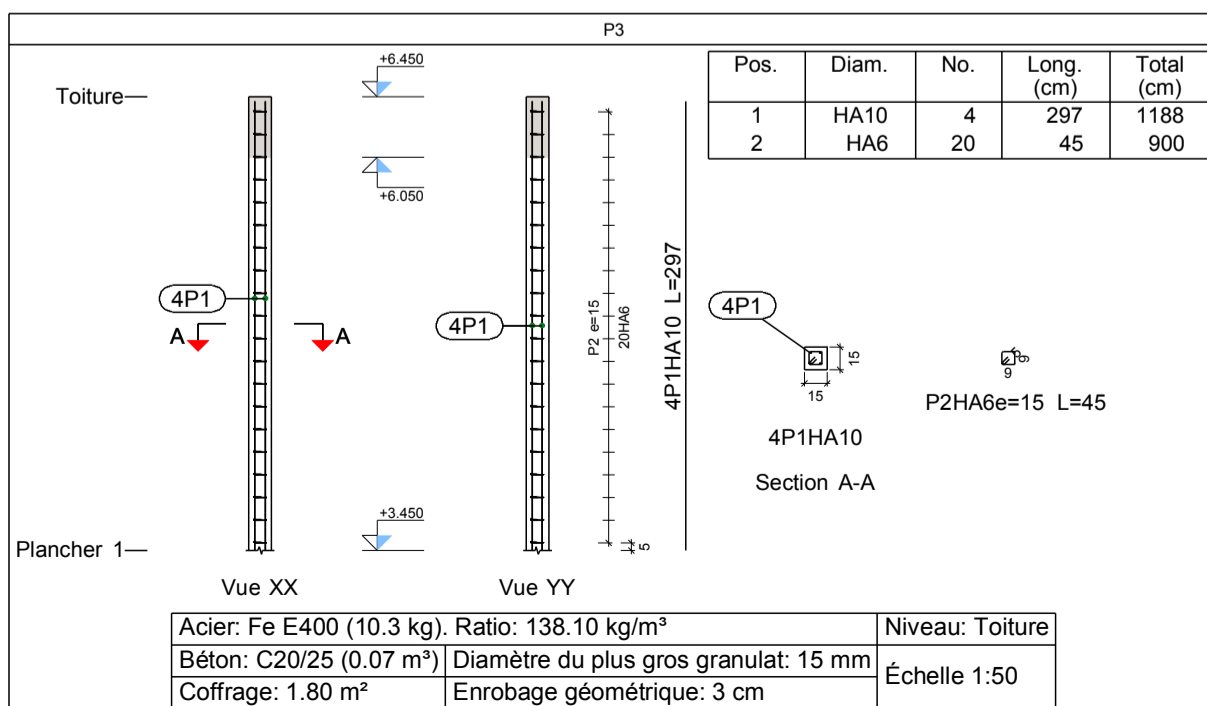 P3
Pos. Diam. No. Long. (cm) Total (cm)
1 HA10 4 297 1188
2 HA6 20 45 900
Toiture
+6.450
+6.050
4P1
A A
4P1
P2 e=15
20HA6
4P1HA10 L=297
4P1
15
15
4P1HA10
Section A-A
9
9
6
P2HA6e=15 L=45
+3.450
5
Plancher 1
Vue XX
Vue YY
Acier: Fe E400 (10.3 kg). Ratio: 138.10 kg/m³
Niveau: Toiture
Béton: C20/25 (0.07 m³) Diamètre du plus gros granulat: 15 mm
Échelle 1:50
Coffrage: 1.80 m² Enrobage géométrique: 3 cm